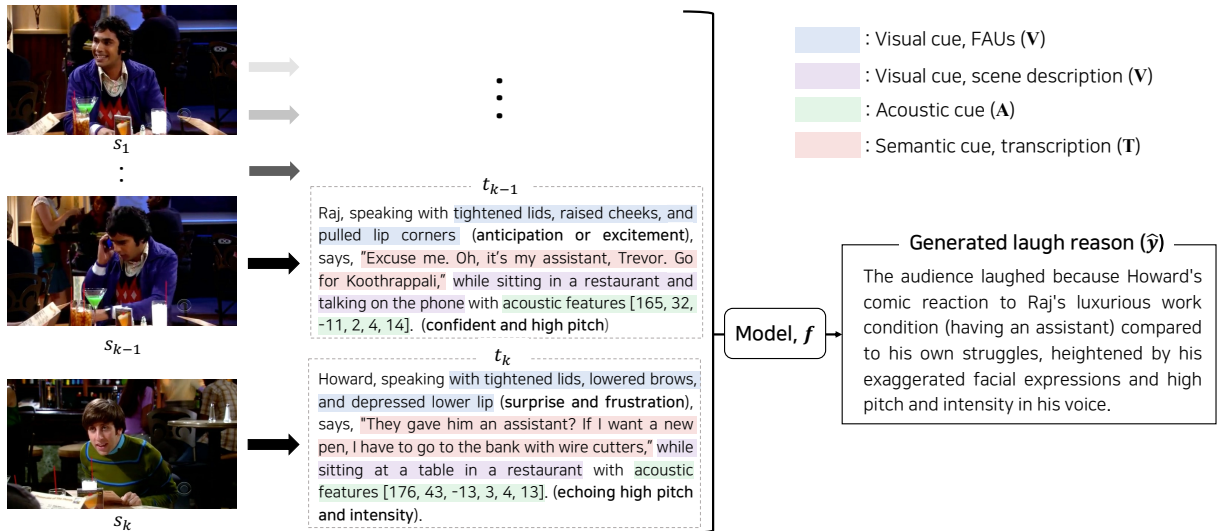 s₁
⋮
sₖ₋₁
sₖ
⋮
tₖ₋₁
Raj, speaking with tightened lids, raised cheeks, and
pulled lip corners (anticipation or excitement),
says, "Excuse me. Oh, it's my assistant, Trevor. Go
for Koothrappali," while sitting in a restaurant and
talking on the phone with acoustic features [165, 32,
-11, 2, 4, 14]. (confident and high pitch)
tₖ
Howard, speaking with tightened lids, lowered brows,
and depressed lower lip (surprise and frustration),
says, "They gave him an assistant? If I want a new
pen, I have to go to the bank with wire cutters," while
sitting at a table in a restaurant with acoustic
features [176, 43, -13, 3, 4, 13]. (echoing high pitch
and intensity).
Model, f
: Visual cue, FAUs (V)
: Visual cue, scene description (V)
: Acoustic cue (A)
: Semantic cue, transcription (T)
Generated laugh reason (ŷ)
The audience laughed because Howard's
comic reaction to Raj's luxurious work
condition (having an assistant) compared
to his own struggles, heightened by his
exaggerated facial expressions and high
pitch and intensity in his voice.